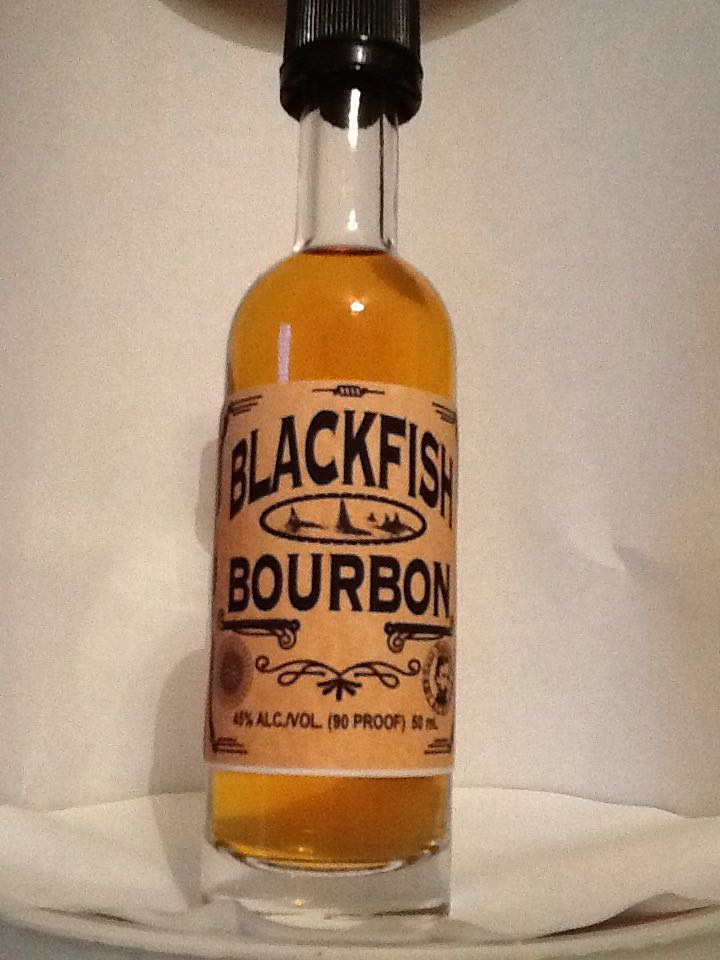 BLACKFISH
BOURBON
45% ALC./VOL. (90 PROOF) 50 mL